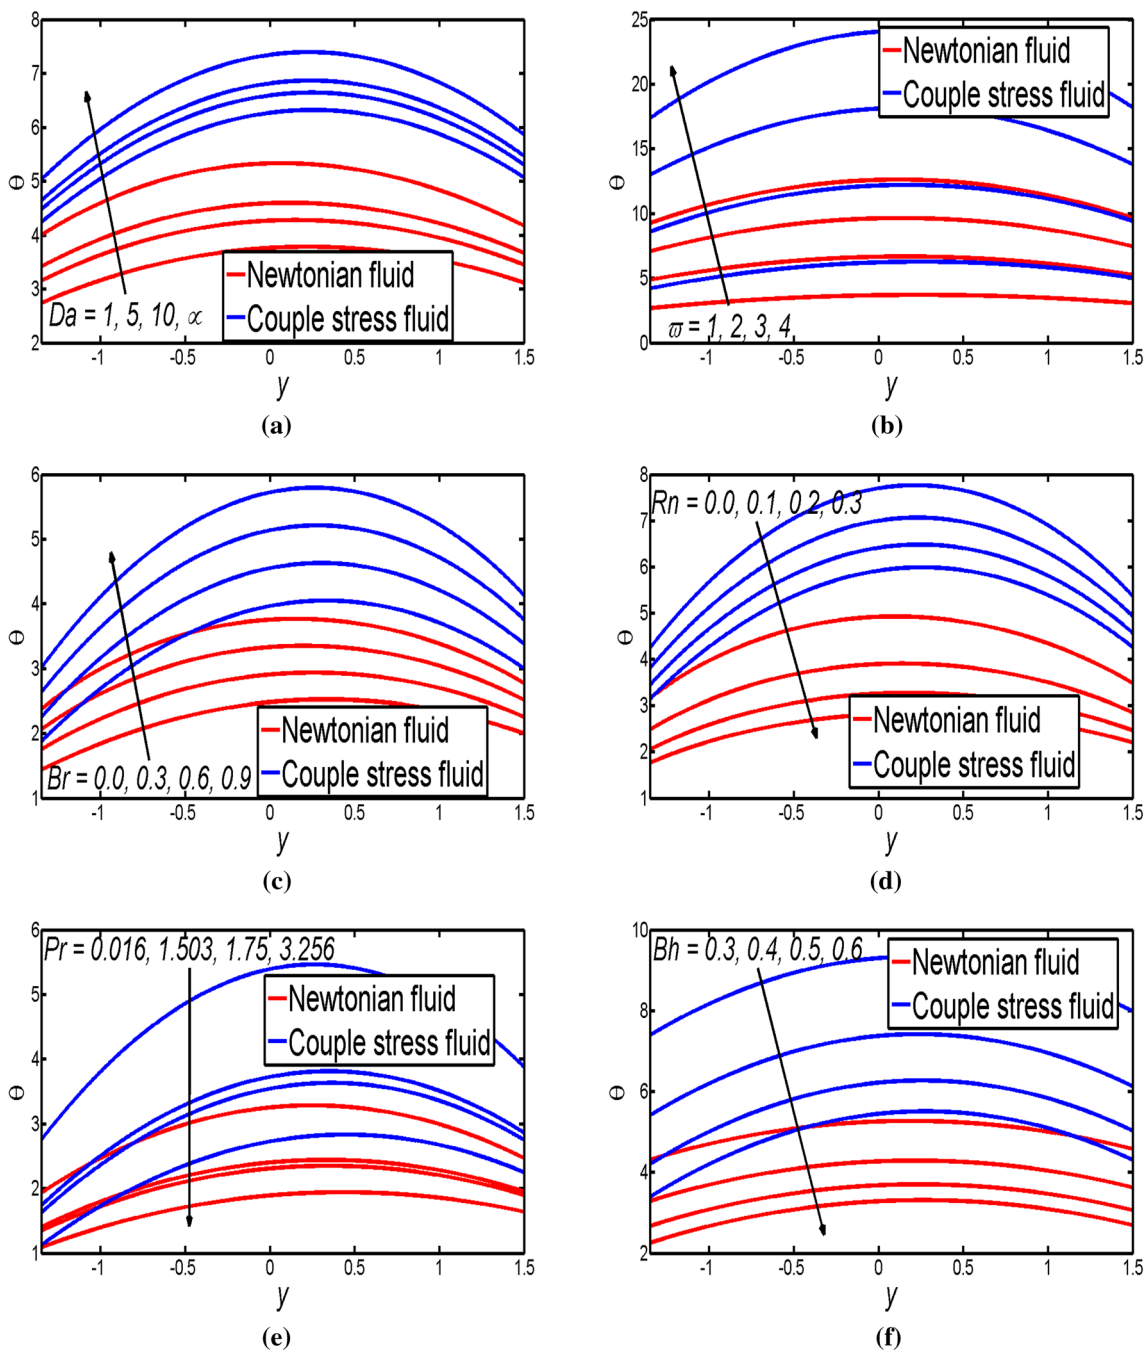 8
7
6
5
4
3
2
Θ
Newtonian fluid
Couple stress fluid
Da = 1, 5, 10, ∝
-1 -0.5 0 0.5 1 1.5
y
(a)
25
20
15
10
5
0
Θ
Newtonian fluid
Couple stress fluid
ϖ = 1, 2, 3, 4
-1 -0.5 0 0.5 1 1.5
y
(b)
6
5
4
3
2
1
Θ
Newtonian fluid
Couple stress fluid
Br = 0.0, 0.3, 0.6, 0.9
-1 -0.5 0 0.5 1 1.5
y
(c)
8
7
6
5
4
3
2
1
Θ
Rn = 0.0, 0.1, 0.2, 0.3
Newtonian fluid
Couple stress fluid
-1 -0.5 0 0.5 1 1.5
y
(d)
6
5
4
3
2
1
Θ
Pr = 0.016, 1.503, 1.75, 3.256
Newtonian fluid
Couple stress fluid
-1 -0.5 0 0.5 1 1.5
y
(e)
10
8
6
4
2
Θ
Bh = 0.3, 0.4, 0.5, 0.6
Newtonian fluid
Couple stress fluid
-1 -0.5 0 0.5 1 1.5
y
(f)